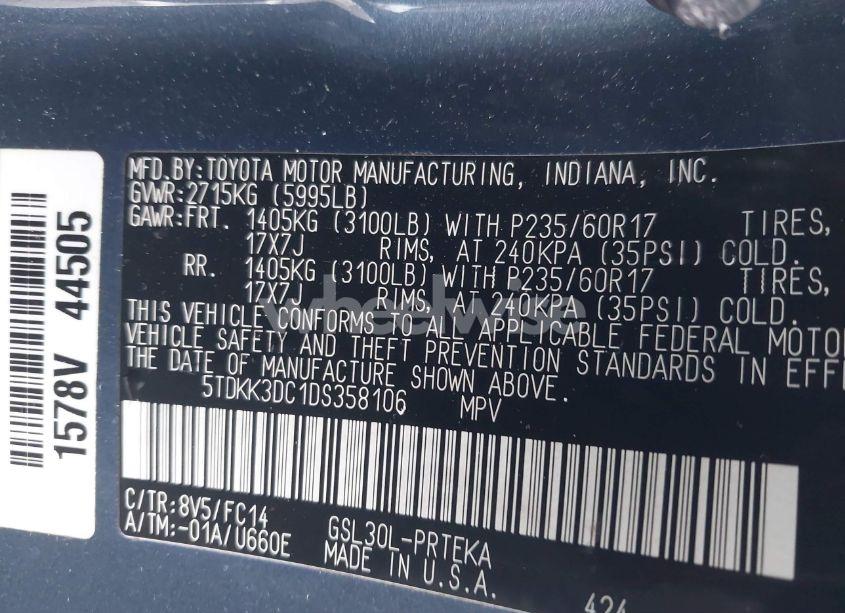 1578V 44505
MFD.BY:TOYOTA MOTOR MANUFACTURING, INDIANA, INC.
GVWR:2715KG (5995LB)
GAWR:FRT. 1405KG (3100LB) WITH P235/60R17 TIRES,
17X7J RIMS, AT 240KPA (35PSI) COLD.
RR. 1405KG (3100LB) WITH P235/60R17 TIRES,
17X7J RIMS, AT 240KPA (35PSI) COLD.
THIS VEHICLE CONFORMS TO ALL APPLICABLE FEDERAL MOTO
VEHICLE SAFETY AND THEFT PREVENTION STANDARDS IN EFF
THE DATE OF MANUFACTURE SHOWN ABOVE.
5TDKK3DC1DS358106 MPV
C/TR:8V5/FC14
A/TM:-01A/U660E
GSL30L-PRTEKA
MADE IN U.S.A.
424
wheelwise